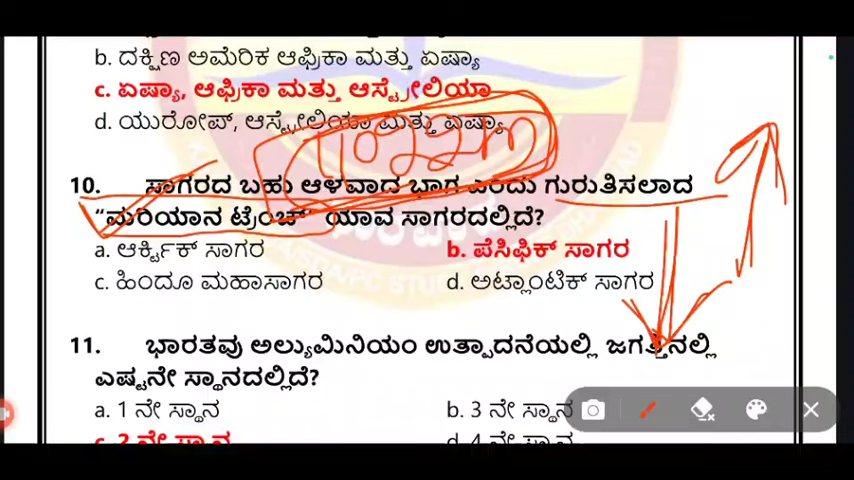 b. ದಕ್ಷಿಣ ಅಮೆರಿಕ ಆಫ್ರಿಕಾ ಮತ್ತು ಏಷ್ಯಾ
c. ಏಷ್ಯಾ, ಆಫ್ರಿಕಾ ಮತ್ತು ಆಸ್ಟ್ರೇಲಿಯಾ
d. ಯುರೋಪ್, ಆಸ್ಟ್ರೇಲಿಯಾ ಮತ್ತು ಏಷ್ಯಾ
10. ಸಾಗರದ ಬಹು ಆಳವಾದ ಭಾಗ ಎಂದು ಗುರುತಿಸಲಾದ
"ಮರಿಯಾನ ಟ್ರೆಂಚ್" ಯಾವ ಸಾಗರದಲ್ಲಿದೆ?
a. ಆರ್ಕ್ಟಿಕ್ ಸಾಗರ b. ಪೆಸಿಫಿಕ್ ಸಾಗರ
c. ಹಿಂದೂ ಮಹಾಸಾಗರ d. ಅಟ್ಲಾಂಟಿಕ್ ಸಾಗರ
11. ಭಾರತವು ಅಲ್ಯುಮಿನಿಯಂ ಉತ್ಪಾದನೆಯಲ್ಲಿ ಜಗತ್ತಿನಲ್ಲಿ
ಎಷ್ಟನೇ ಸ್ಥಾನದಲ್ಲಿದೆ?
a. 1 ನೇ ಸ್ಥಾನ b. 3 ನೇ ಸ್ಥಾನ
c. 2 ನೇ ಸ್ಥಾನ d. 4 ನೇ ಸ್ಥಾನ